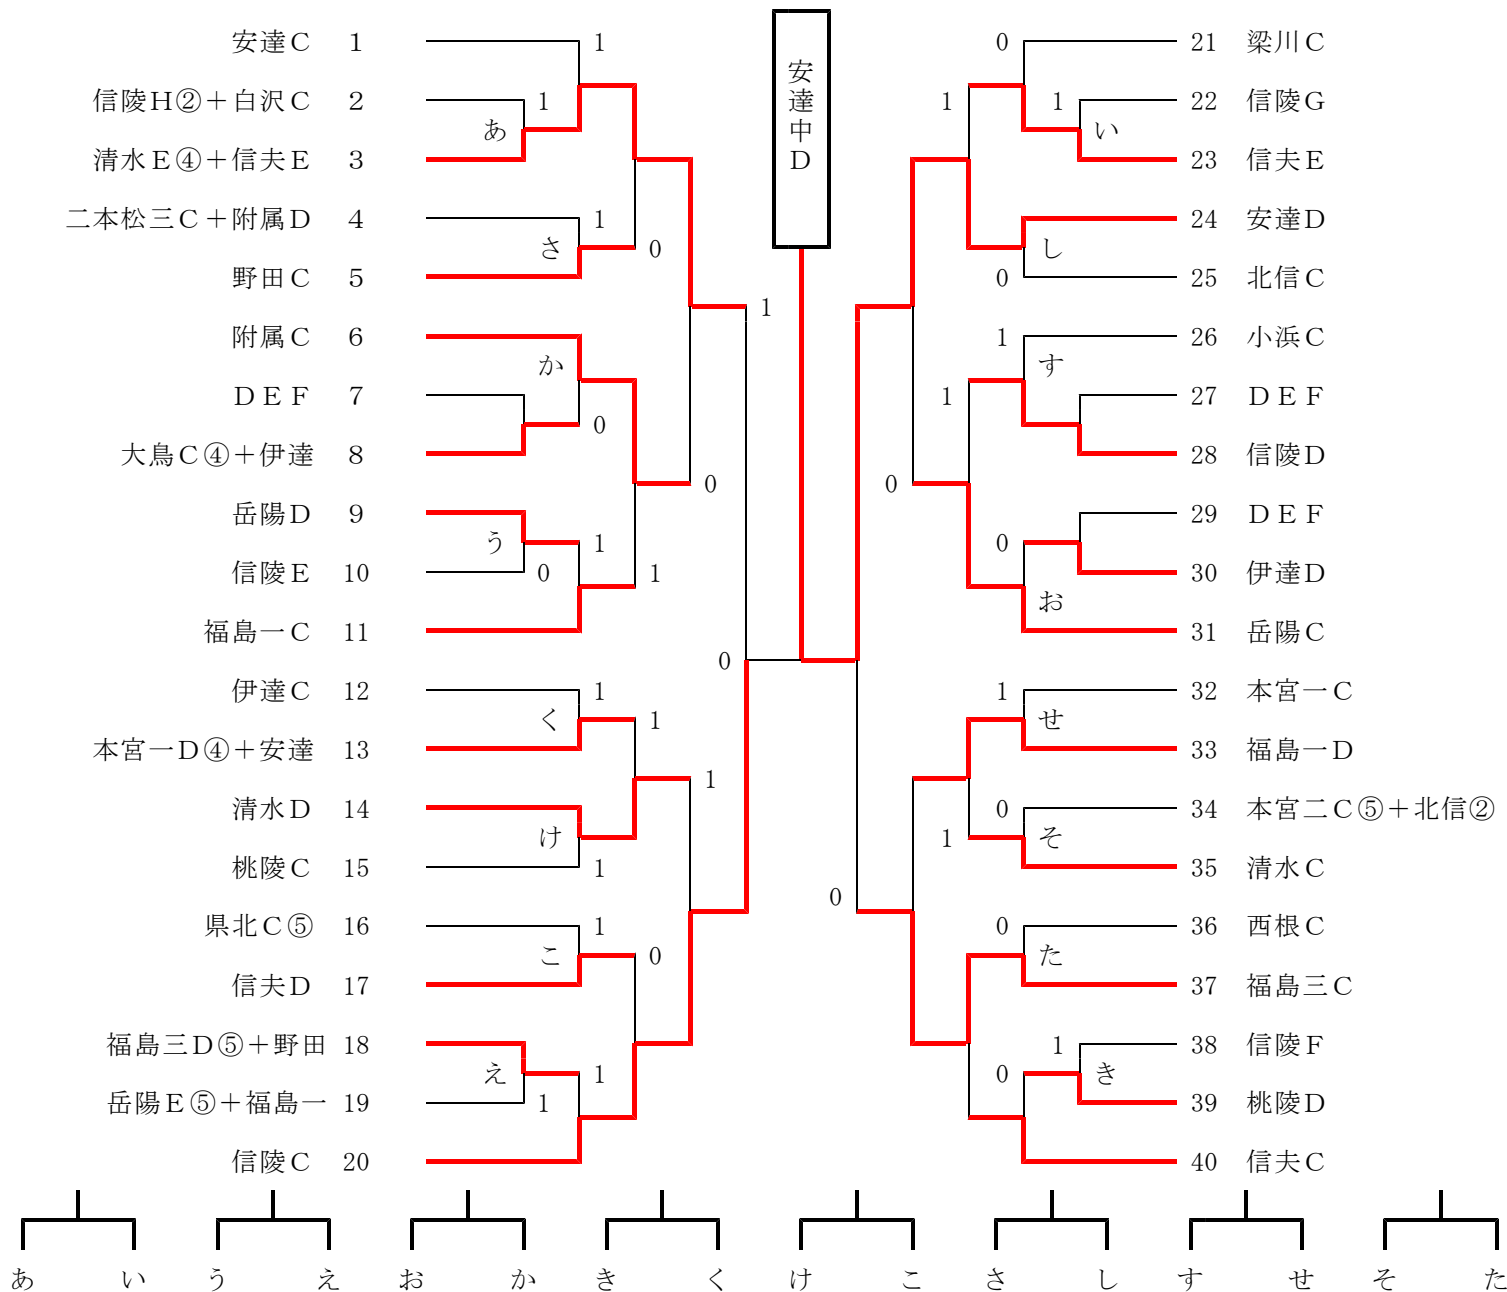 安達Ｃ 1
信陵Ｈ②＋白沢Ｃ 2
清水Ｅ④＋信夫Ｅ 3
二本松三Ｃ＋附属Ｄ 4
野田Ｃ 5
附属Ｃ 6
ＤＥＦ 7
大鳥Ｃ④＋伊達 8
岳陽Ｄ 9
信陵Ｅ 10
福島一Ｃ 11
伊達Ｃ 12
本宮一Ｄ④＋安達 13
清水Ｄ 14
桃陵Ｃ 15
県北Ｃ⑤ 16
信夫Ｄ 17
福島三Ｄ⑤＋野田 18
岳陽Ｅ⑤＋福島一 19
信陵Ｃ 20
1
1
あ
1
さ
0
か
0
0
う
1
0
1
1
く
1
1
け
1
1
こ
0
え
1
1
1
0
安達中Ｄ
0
1
1
い
し
0
1
す
1
0
0
お
1
せ
0
そ
1
0
0
た
1
き
0
21 梁川Ｃ
22 信陵Ｇ
23 信夫Ｅ
24 安達Ｄ
25 北信Ｃ
26 小浜Ｃ
27 ＤＥＦ
28 信陵Ｄ
29 ＤＥＦ
30 伊達Ｄ
31 岳陽Ｃ
32 本宮一Ｃ
33 福島一Ｄ
34 本宮二Ｃ⑤＋北信②
35 清水Ｃ
36 西根Ｃ
37 福島三Ｃ
38 信陵Ｆ
39 桃陵Ｄ
40 信夫Ｃ
あ い う え お か き く け こ さ し す せ そ た